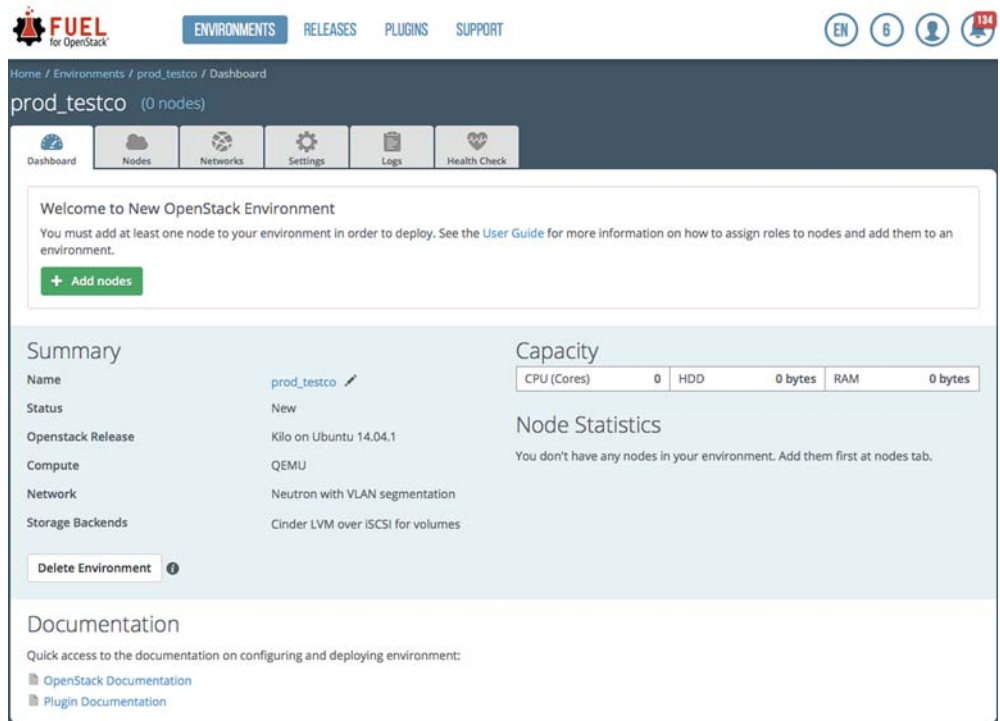 FUEL
for OpenStack
ENVIRONMENTS RELEASES PLUGINS SUPPORT
EN 6 134
Home / Environments / prod_testco / Dashboard
prod_testco (0 nodes)
Dashboard Nodes Networks Settings Logs Health Check
Welcome to New OpenStack Environment
You must add at least one node to your environment in order to deploy. See the User Guide for more information on how to assign roles to nodes and add them to an
environment.
+ Add nodes
Summary
Name prod_testco
Status New
Openstack Release Kilo on Ubuntu 14.04.1
Compute QEMU
Network Neutron with VLAN segmentation
Storage Backends Cinder LVM over iSCSI for volumes
Delete Environment
Capacity
CPU (Cores) 0 HDD 0 bytes RAM 0 bytes
Node Statistics
You don't have any nodes in your environment. Add them first at nodes tab.
Documentation
Quick access to the documentation on configuring and deploying environment:
OpenStack Documentation
Plugin Documentation